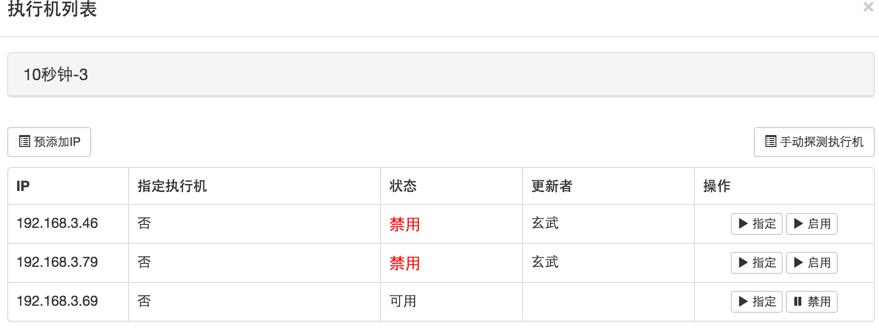 执行机列表
×
10秒钟-3
预添加IP 手动探测执行机
IP 指定执行机 状态 更新者 操作
192.168.3.46 否 禁用 玄武 指定 启用
192.168.3.79 否 禁用 玄武 指定 启用
192.168.3.69 否 可用 指定 禁用